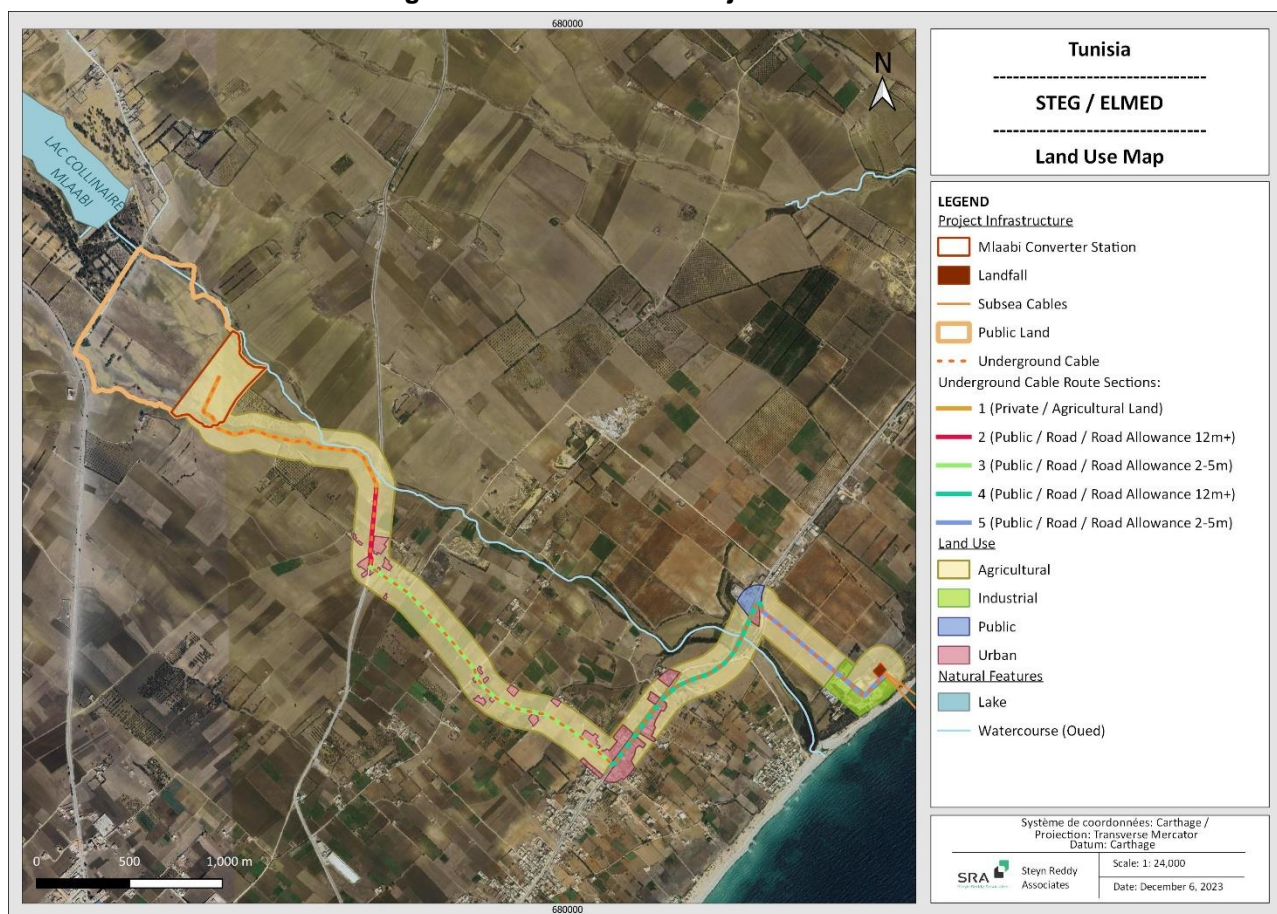 680000
N
LAC COLLINAIRE
MLAABI
0 500 1,000 m
680000
Tunisia
--------------------------------
STEG / ELMED
--------------------------------
Land Use Map
LEGEND
Project Infrastructure
Mlaabi Converter Station
Landfall
Subsea Cables
Public Land
Underground Cable
Underground Cable Route Sections:
1 (Private / Agricultural Land)
2 (Public / Road / Road Allowance 12m+)
3 (Public / Road / Road Allowance 2-5m)
4 (Public / Road / Road Allowance 12m+)
5 (Public / Road / Road Allowance 2-5m)
Land Use
Agricultural
Industrial
Public
Urban
Natural Features
Lake
Watercourse (Oued)
Système de coordonnées: Carthage /
Projection: Transverse Mercator
Datum: Carthage
SRA
Steyn Reddy Associates
Steyn Reddy
Associates
Scale: 1: 24,000
Date: December 6, 2023